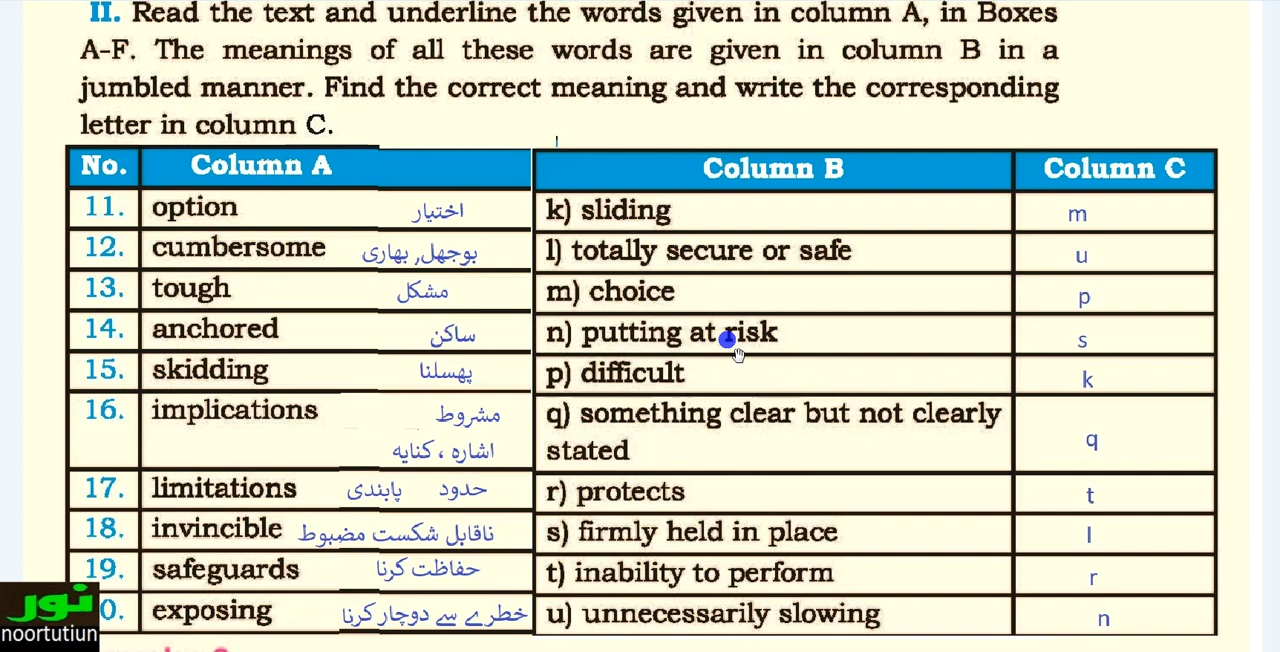 II. Read the text and underline the words given in column A, in Boxes
A-F. The meanings of all these words are given in column B in a
jumbled manner. Find the correct meaning and write the corresponding
letter in column C.
No. Column A Column B Column C
11. option اختیار k) sliding m
12. cumbersome بوجھل, بھاری l) totally secure or safe u
13. tough مشکل m) choice p
14. anchored ساکن n) putting at risk s
15. skidding پھسلنا p) difficult k
16. implications مشروط q) something clear but not clearly
اشارہ ، کنایہ stated q
17. limitations حدود پابندی r) protects t
18. invincible ناقابل شکست مضبوط s) firmly held in place l
19. safeguards حفاظت کرنا t) inability to perform r
0. exposing خطرے سے دوچار کرنا u) unnecessarily slowing n
نور
noortutiun